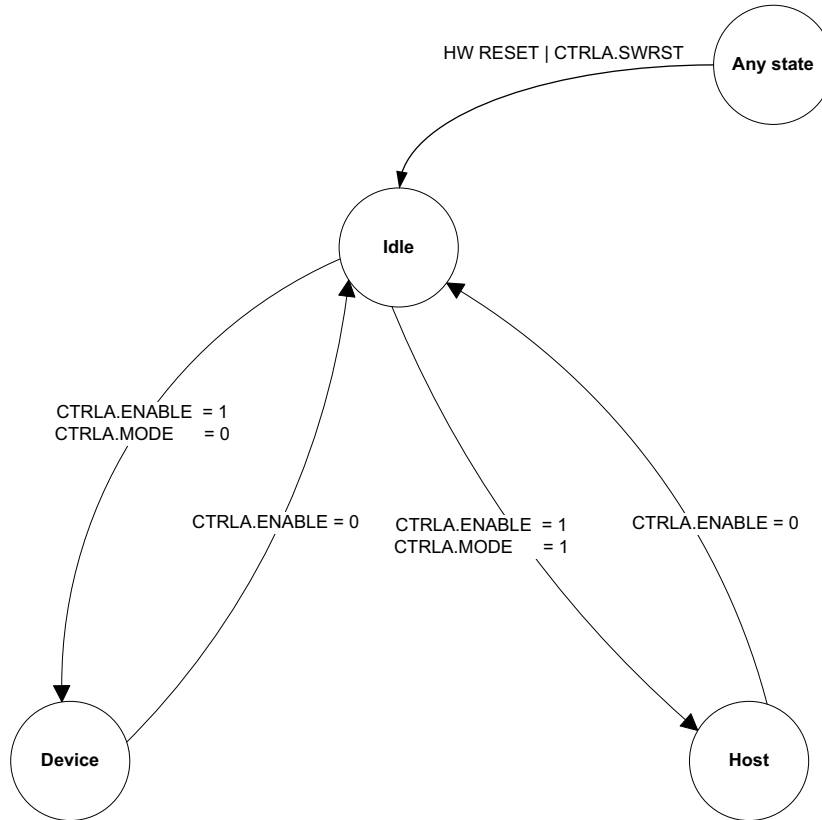 HW RESET | CTRLA.SWRST
Any state
Idle
CTRLA.ENABLE = 1
CTRLA.MODE = 0
CTRLA.ENABLE = 0
CTRLA.ENABLE = 1
CTRLA.MODE = 1
CTRLA.ENABLE = 0
Device
Host